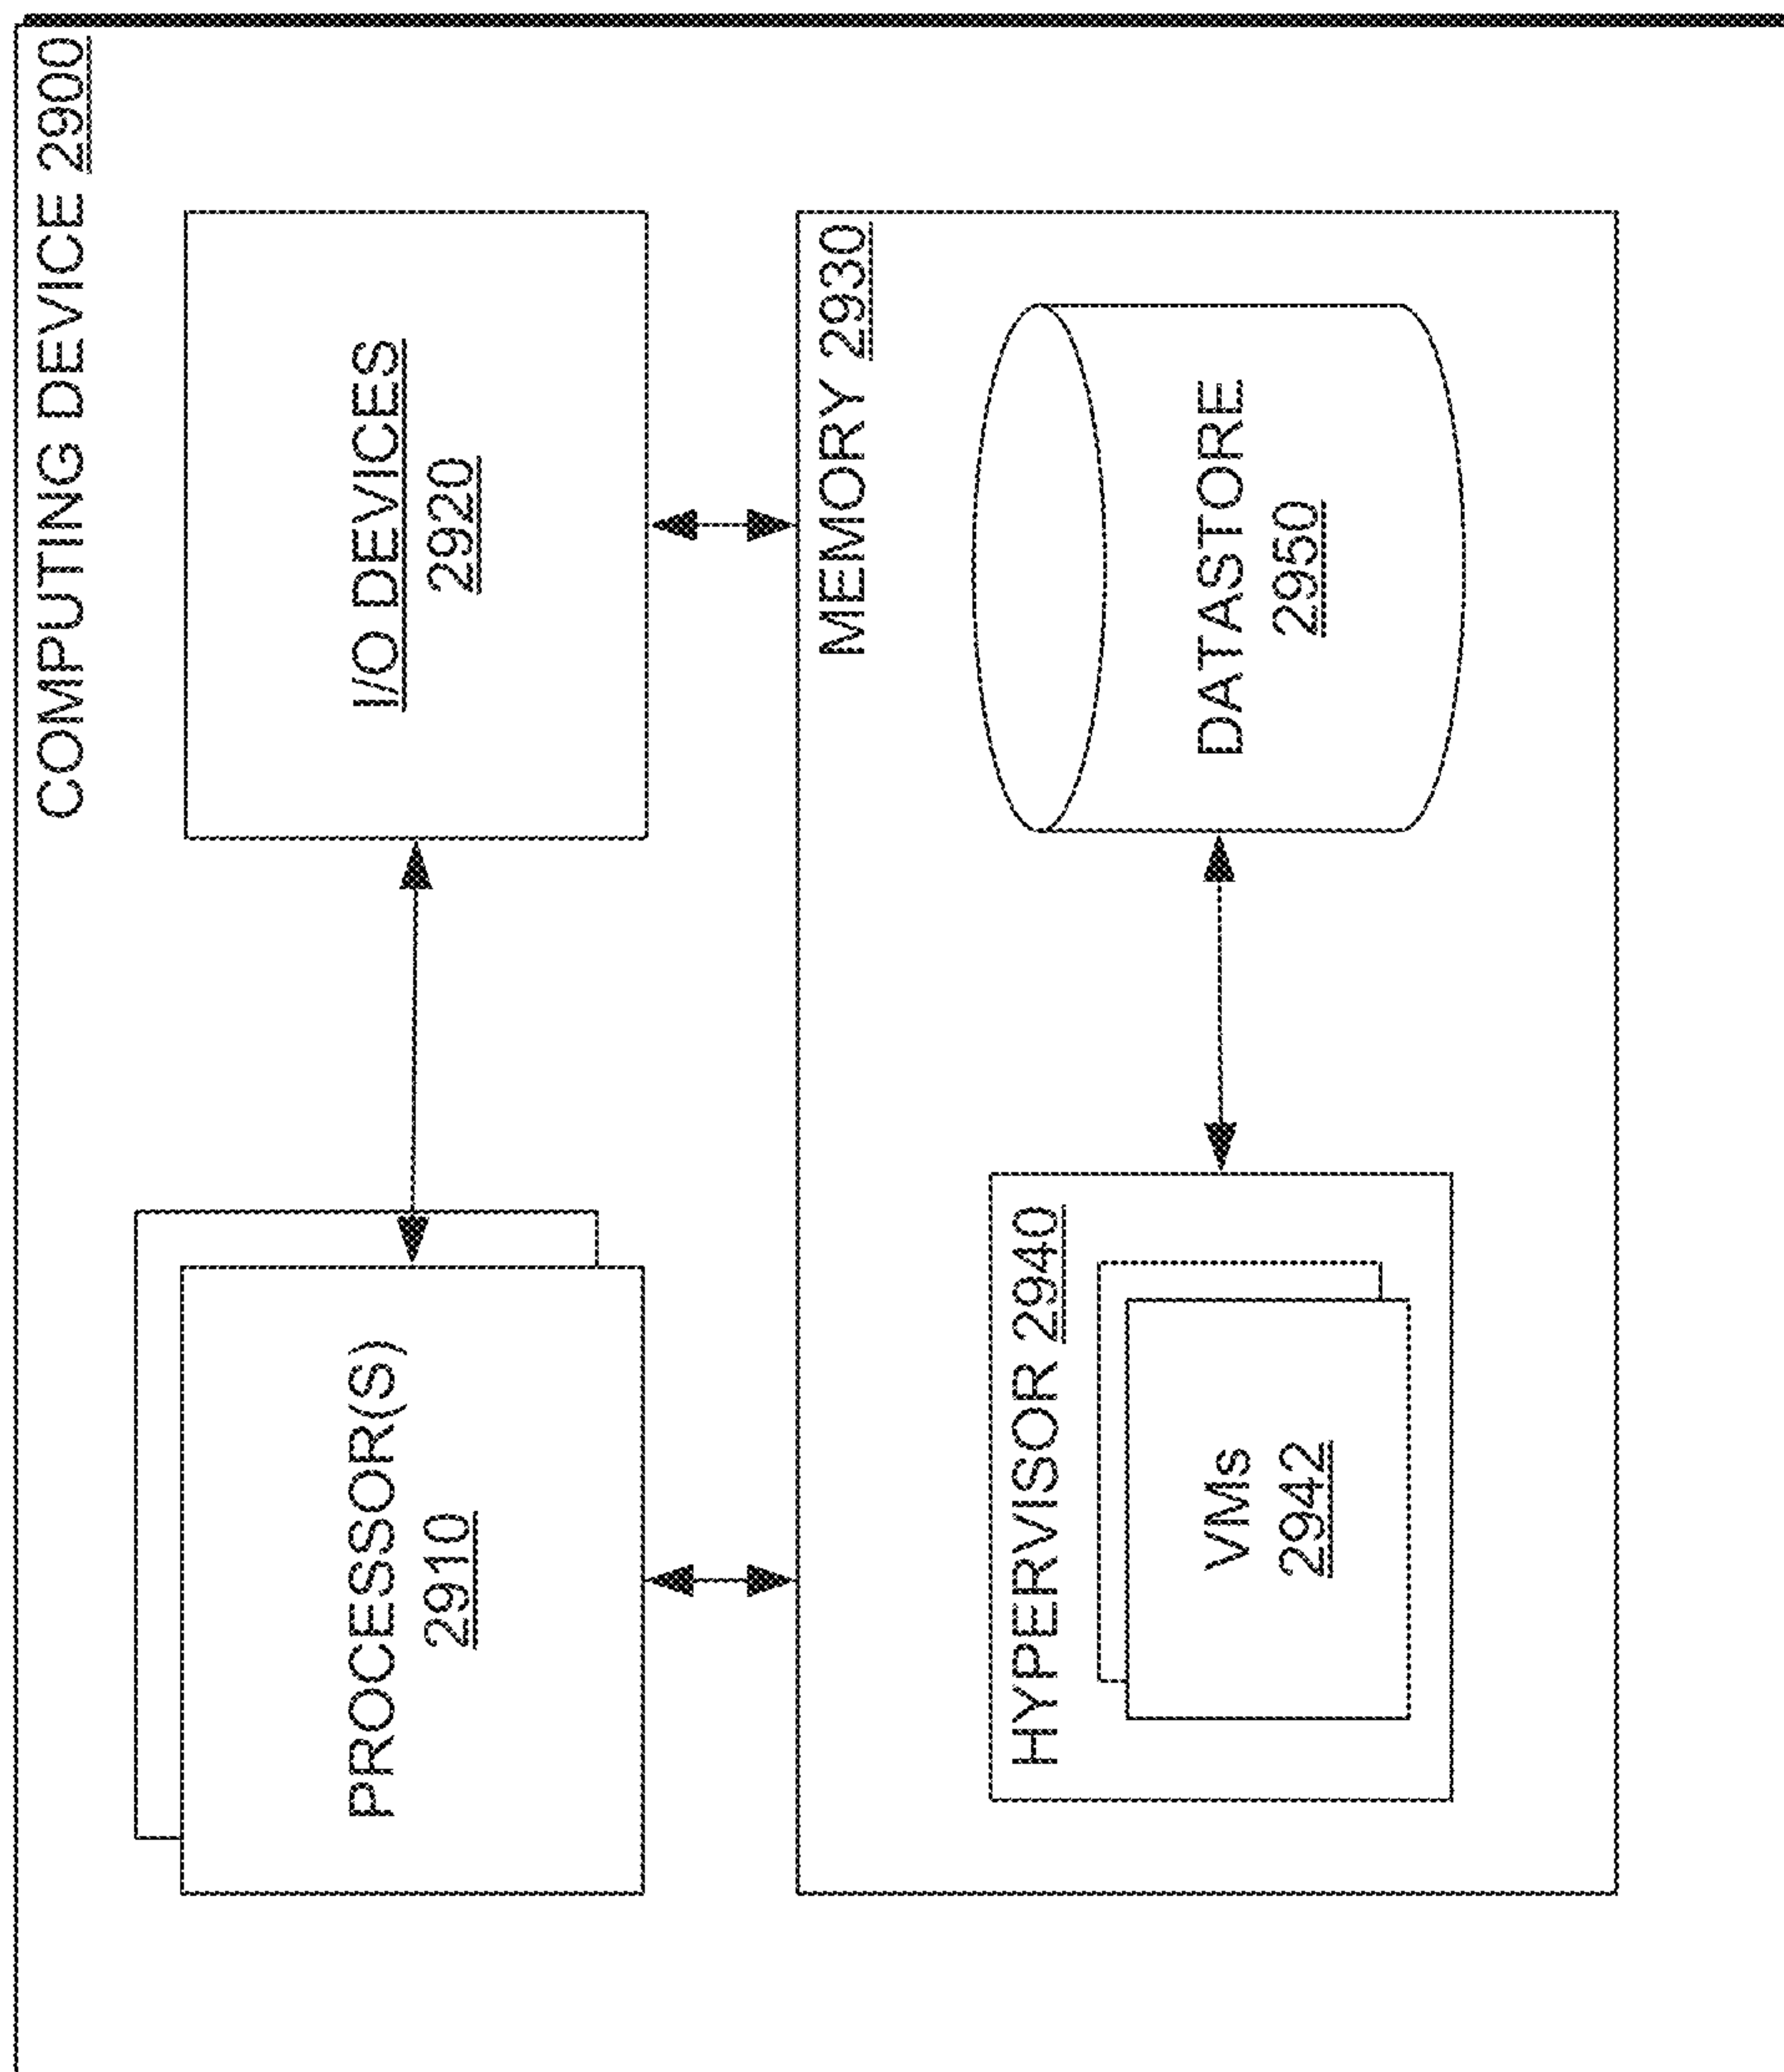 COMPUTING DEVICE 2900
PROCESSOR(S)
2910
I/O DEVICES
2920
MEMORY 2930
HYPERVISOR 2940
VMs
2942
DATASTORE
2950